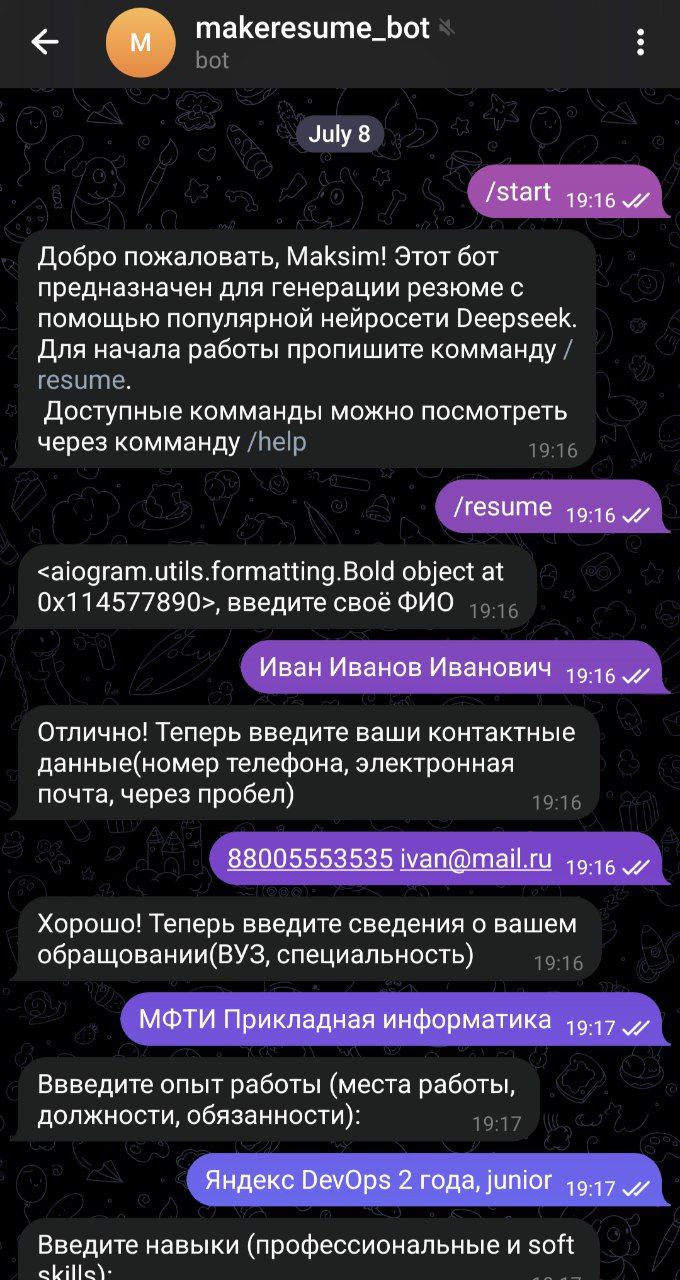 makeresume_bot
M
bot
July 8
/start 19:16
Добро пожаловать, Maksim! Этот бот
предназначен для генерации резюме с
помощью популярной нейросети Deepseek.
Для начала работы пропишите комманду /
resume.
Доступные комманды можно посмотреть
через комманду /help
19:16
/resume 19:16
<aiogram.utils.formatting.Bold object at
0x114577890>, введите своё ФИО 19:16
Иван Иванов Иванович 19:16
Отлично! Теперь введите ваши контактные
данные(номер телефона, электронная
почта, через пробел)
19:16
88005553535 ivan@mail.ru 19:16
Хорошо! Теперь введите сведения о вашем
обращовании(ВУЗ, специальность)
19:16
МФТИ Прикладная информатика 19:17
Ввведите опыт работы (места работы,
должности, обязанности):
19:17
Яндекс DevOps 2 года, junior 19:17
Введите навыки (профессиональные и soft
skills):
19:17